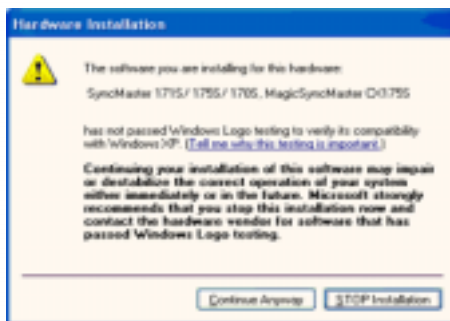 Hardware Installation
The software you are installing for this hardware:
SyncMaster 171S/ 175S/ 170S, MagicSyncMaster CX175S
has not passed Windows Logo testing to verify its compatibility
with Windows XP. (Tell me why this testing is important.)
Continuing your installation of this software may impair
or destabilize the correct operation of your system
either immediately or in the future. Microsoft strongly
recommends that you stop this installation now and
contact the hardware vendor for software that has
passed Windows Logo testing.
Continue Anyway
STOP Installation